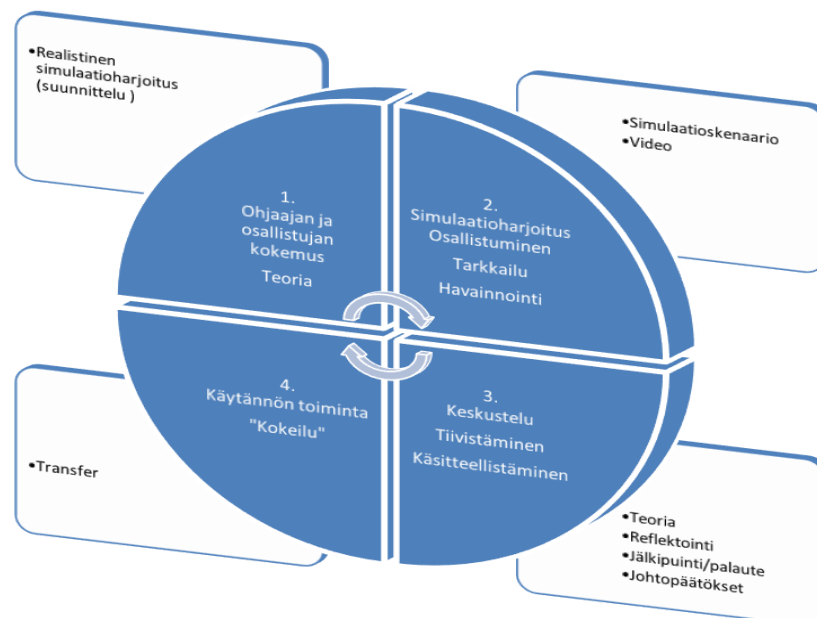 •Realistinen
simulaatioharjoitus
(suunnittelu )
•Simulaatioskenaario
•Video
1.
Ohjaajan ja
osallistujan
kokemus
Teoria
2.
Simulaatioharjoitus
Osallistuminen
Tarkkailu
Havainnointi
4.
Käytännön toiminta
"Kokeilu"
3.
Keskustelu
Tiivistäminen
Käsitteellistäminen
•Transfer
•Teoria
•Reflektointi
•Jälkipuinti/palaute
•Johtopäätökset